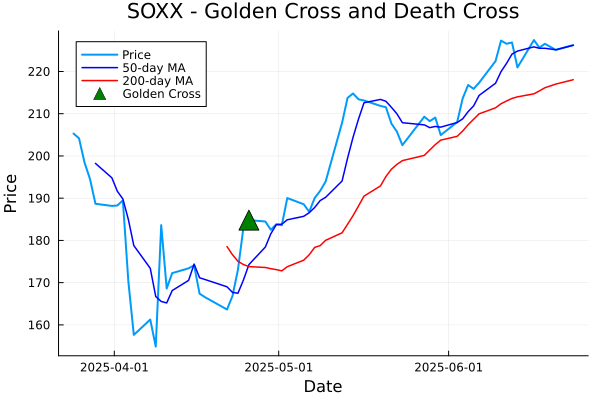 SOXX - Golden Cross and Death Cross
Price
50-day MA
200-day MA
Golden Cross
Price
220
210
200
190
180
170
160
2025-04-01
2025-05-01
2025-06-01
Date